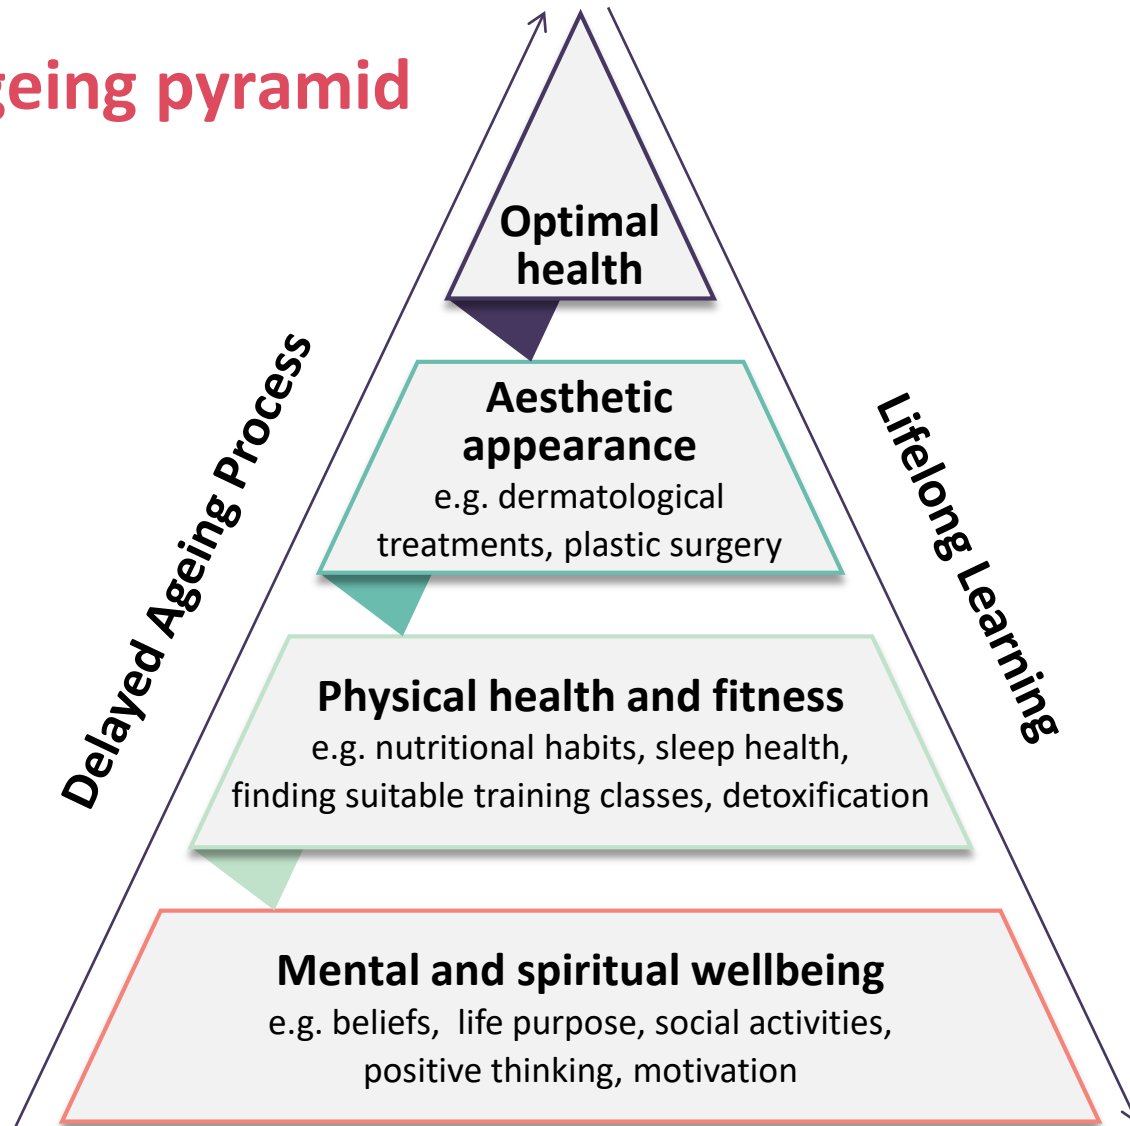 geing pyramid
Optimal
health
Aesthetic
appearance
e.g. dermatological
treatments, plastic surgery
Physical health and fitness
e.g. nutritional habits, sleep health,
finding suitable training classes, detoxification
Mental and spiritual wellbeing
e.g. beliefs,  life purpose, social activities,
positive thinking, motivation
Delayed Ageing Process
Lifelong Learning